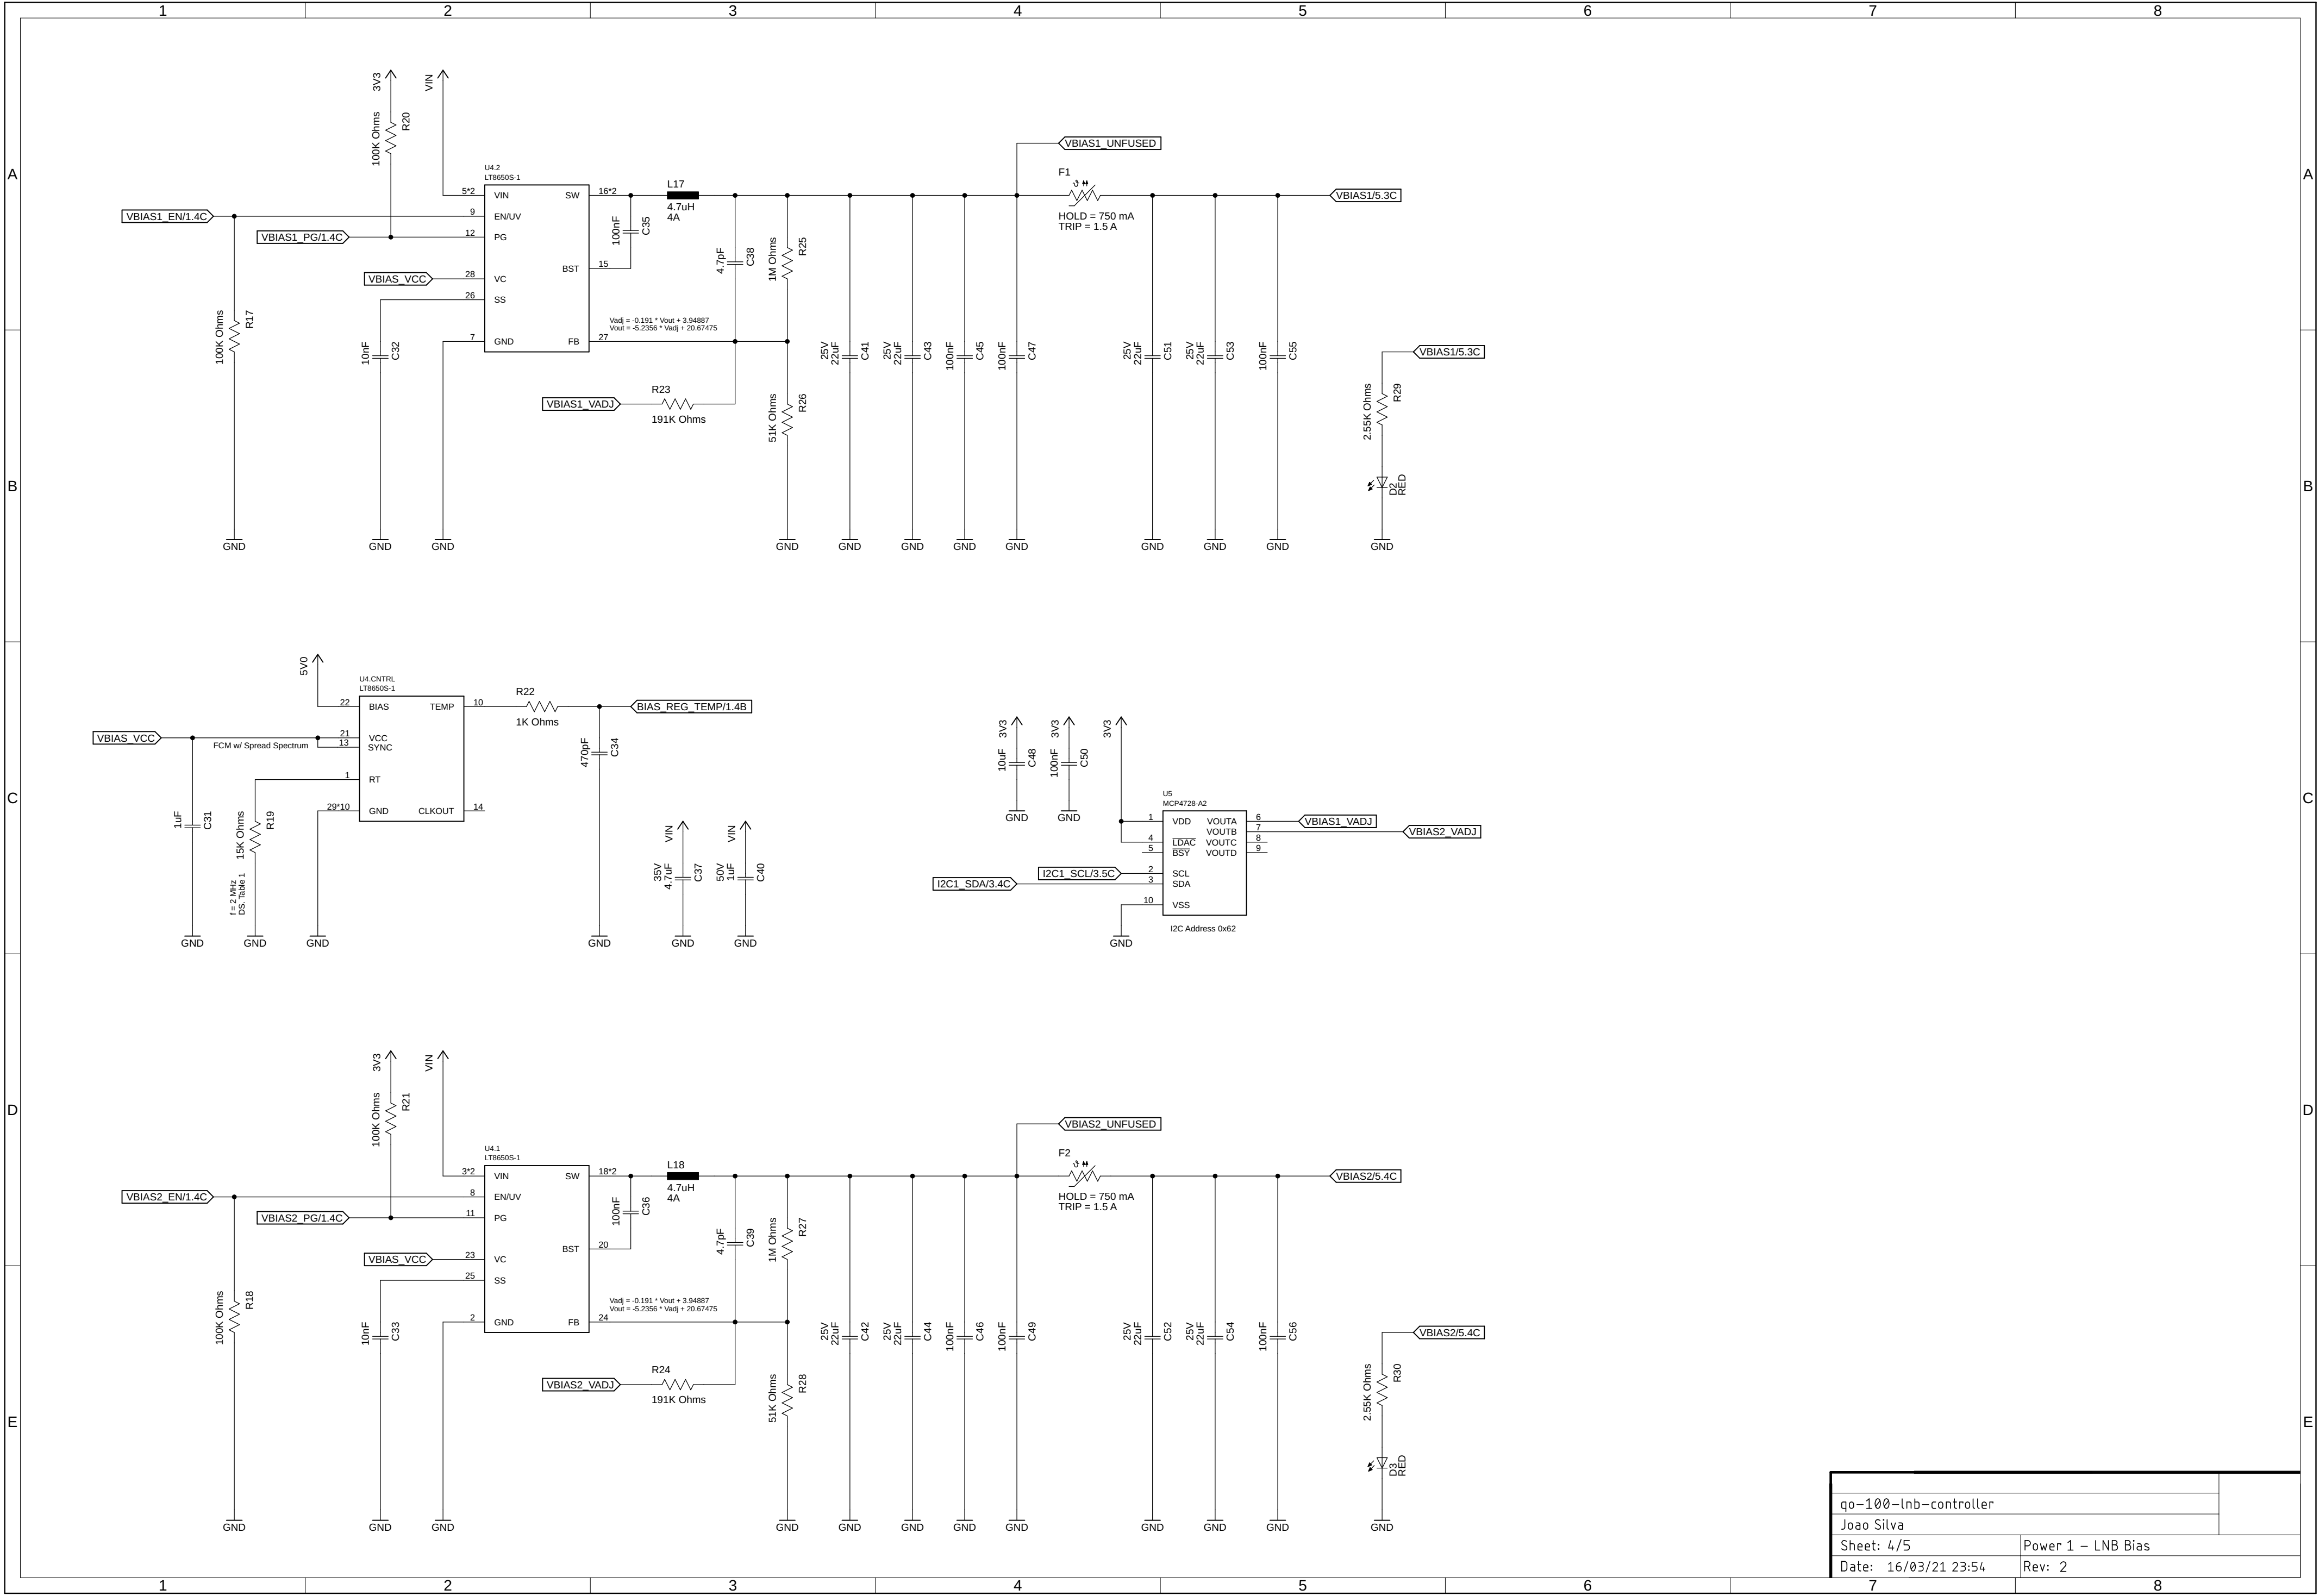 1 2 3 4 5 6 7 8
A
3V3
VIN
100K Ohms
R20
VBIAS1_UNFUSED
U4.2
LT8650S-1
5*2 VIN SW 16*2
9 EN/UV
12 PG
BST 15
28 VC
26 SS
7 GND FB 27
VBIAS1_EN/1.4C
VBIAS1_PG/1.4C
VBIAS_VCC
L17
4.7uH
4A
100nF
C35
4.7pF
C38
1M Ohms
R25
F1
HOLD = 750 mA
TRIP = 1.5 A
VBIAS1/5.3C
100K Ohms
R17
10nF
C32
Vadj = -0.191 * Vout + 3.94887
Vout = -5.2356 * Vadj + 20.67475
VBIAS1_VADJ
R23
191K Ohms
51K Ohms
R26
25V
22uF
C41
25V
22uF
C43
100nF
C45
100nF
C47
25V
22uF
C51
25V
22uF
C53
100nF
C55
VBIAS1/5.3C
2.55K Ohms
R29
D2
RED
A
B
B
GND GND GND GND GND GND GND GND GND GND GND GND
C
5V0
U4.CNTRL
LT8650S-1
22 BIAS TEMP 10
21 VCC
13 SYNC
1 RT
29*10 GND CLKOUT 14
VBIAS_VCC
FCM w/ Spread Spectrum
R22
1K Ohms
BIAS_REG_TEMP/1.4B
470pF
C34
1uF
C31
15K Ohms
R19
f = 2 MHz
DS. Table 1
VIN
35V
4.7uF
C37
VIN
50V
1uF
C40
GND GND GND GND GND GND
3V3
10uF
C48
GND
3V3
100nF
C50
GND
3V3
U5
MCP4728-A2
1 VDD VOUTA 6
VOUTB 7
4 LDAC VOUTC 8
5 BSY VOUTD 9
2 SCL
3 SDA
10 VSS
VBIAS1_VADJ
VBIAS2_VADJ
I2C1_SCL/3.5C
I2C1_SDA/3.4C
I2C Address 0x62
GND
C
D
3V3
VIN
100K Ohms
R21
VBIAS2_UNFUSED
U4.1
LT8650S-1
3*2 VIN SW 18*2
8 EN/UV
11 PG
BST 20
23 VC
25 SS
2 GND FB 24
VBIAS2_EN/1.4C
VBIAS2_PG/1.4C
VBIAS_VCC
L18
4.7uH
4A
100nF
C36
4.7pF
C39
1M Ohms
R27
F2
HOLD = 750 mA
TRIP = 1.5 A
VBIAS2/5.4C
100K Ohms
R18
10nF
C33
Vadj = -0.191 * Vout + 3.94887
Vout = -5.2356 * Vadj + 20.67475
VBIAS2_VADJ
R24
191K Ohms
51K Ohms
R28
25V
22uF
C42
25V
22uF
C44
100nF
C46
100nF
C49
25V
22uF
C52
25V
22uF
C54
100nF
C56
VBIAS2/5.4C
2.55K Ohms
R30
D3
RED
D
E
E
GND GND GND GND GND GND GND GND GND GND GND GND
qo-100-lnb-controller
Joao Silva
Sheet: 4/5 Power 1 – LNB Bias
Date: 16/03/21 23:54 Rev: 2
1 2 3 4 5 6 7 8